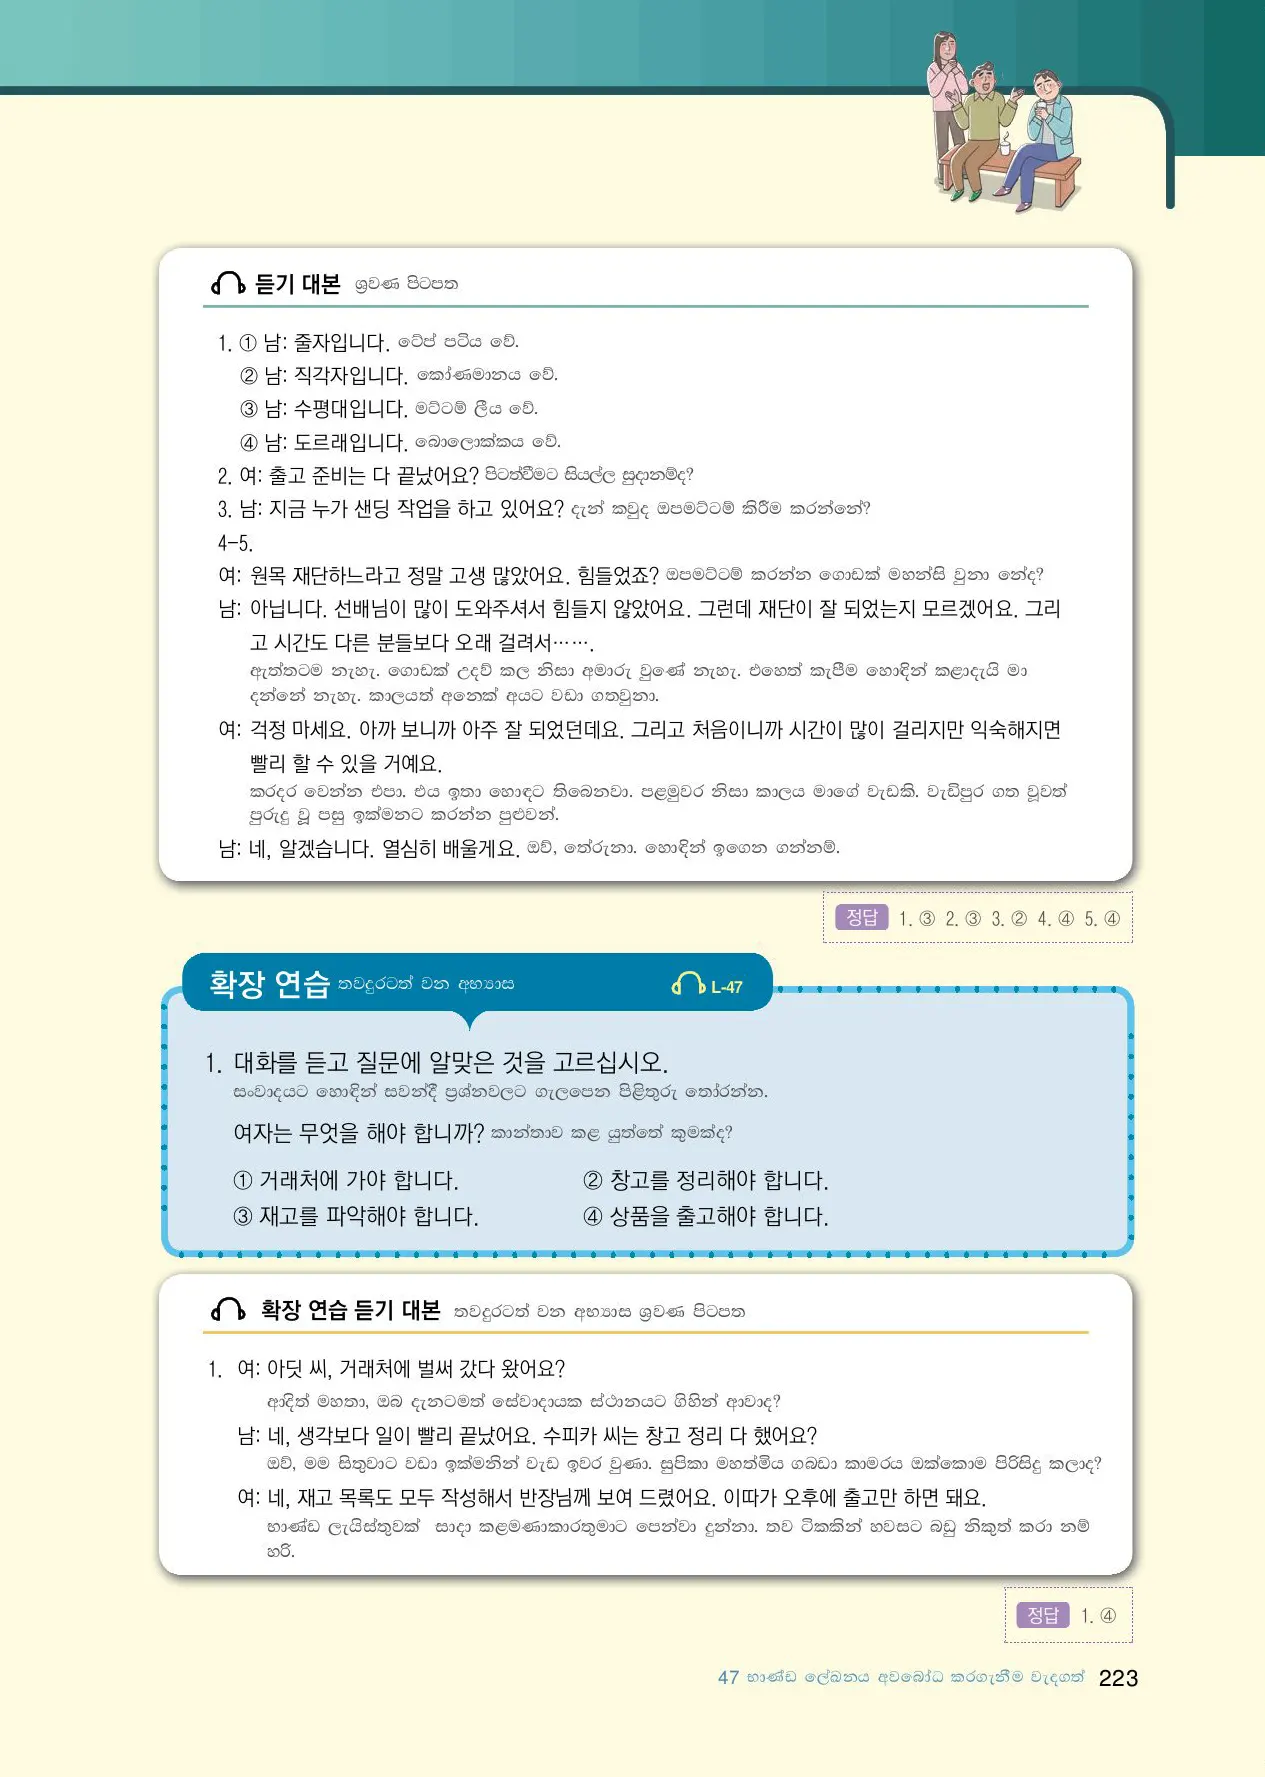 듣기 대본 ශ්‍රවණ පිටපත
1. ① 남: 줄자입니다. ටේප් පටිය වේ.
② 남: 직각자입니다. කෝණමානය වේ.
③ 남: 수평대입니다. මට්ටම් ලීය වේ.
④ 남: 도르래입니다. බොලොක්කය වේ.
2. 여: 출고 준비는 다 끝났어요? පිටත්වීමට සියල්ල සුදානම්ද?
3. 남: 지금 누가 샌딩 작업을 하고 있어요? දැන් කවුද ඔපමට්ටම් කිරීම කරන්නේ?
4–5.
여: 원목 재단하느라고 정말 고생 많았어요. 힘들었죠? ඔපමට්ටම් කරන්න ගොඩක් මහන්සි වුනා නේද?
남: 아닙니다. 선배님이 많이 도와주셔서 힘들지 않았어요. 그런데 재단이 잘 되었는지 모르겠어요. 그리
고 시간도 다른 분들보다 오래 걸려서…….
ඇත්තටම නැහැ. ගොඩක් උදව් කල නිසා අමාරු වුණේ නැහැ. එහෙත් කැපීම හොඳින් කළාදැයි මා
දන්නේ නැහැ. කාලයත් අනෙක් අයට වඩා ගතවුනා.
여: 걱정 마세요. 아까 보니까 아주 잘 되었던데요. 그리고 처음이니까 시간이 많이 걸리지만 익숙해지면
빨리 할 수 있을 거예요.
කරදර වෙන්න එපා. එය ඉතා හොඳට තිබෙනවා. පළමුවර නිසා කාලය මාගේ වැඩකි. වැඩිපුර ගත වූවත්
පුරුදු වූ පසු ඉක්මනට කරන්න පුළුවන්.
남: 네, 알겠습니다. 열심히 배울게요. ඔව්, තේරුනා. හොඳින් ඉගෙන ගන්නම්.
정답 1. ③ 2. ③ 3. ② 4. ④ 5. ④
확장 연습 තවදුරටත් වන අභ්‍යාස L-47
1. 대화를 듣고 질문에 알맞은 것을 고르십시오.
සංවාදයට හොඳින් සවන්දී ප්‍රශ්නවලට ගැලපෙන පිළිතුරු තෝරන්න.
여자는 무엇을 해야 합니까? කාන්තාව කළ යුත්තේ කුමක්ද?
① 거래처에 가야 합니다. ② 창고를 정리해야 합니다.
③ 재고를 파악해야 합니다. ④ 상품을 출고해야 합니다.
확장 연습 듣기 대본 තවදුරටත් වන අභ්‍යාස ශ්‍රවණ පිටපත
1. 여: 아딧 씨, 거래처에 벌써 갔다 왔어요?
ආදිත් මහතා, ඔබ දැනටමත් සේවාදායක ස්ථානයට ගිහින් ආවාද?
남: 네, 생각보다 일이 빨리 끝났어요. 수피카 씨는 창고 정리 다 했어요?
ඔව්, මම සිතුවාට වඩා ඉක්මනින් වැඩ ඉවර වුණා. සුපිකා මහත්මිය ගබඩා කාමරය ඔක්කොම පිරිසිදු කලාද?
여: 네, 재고 목록도 모두 작성해서 반장님께 보여 드렸어요. 이따가 오후에 출고만 하면 돼요.
භාණ්ඩ ලැයිස්තුවක් සාදා කළමණාකාරතුමාට පෙන්වා දුන්නා. තව ටිකකින් හවසට බඩු නිකුත් කරා නම්
හරි.
정답 1. ④
47 භාණ්ඩ ලේඛනය අවබෝධ කරගැනීම වැදගත් 223